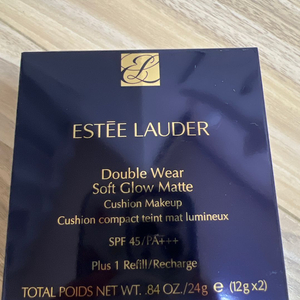 EL
ESTĒE LAUDER
Double Wear
Soft Glow Matte
Cushion Makeup
Cushion compact teint mat lumineux
SPF 45/PA+++
Plus 1 Refill/Recharge
TOTAL POIDS NET WT. .84 OZ./24g ℮ (12g x2)